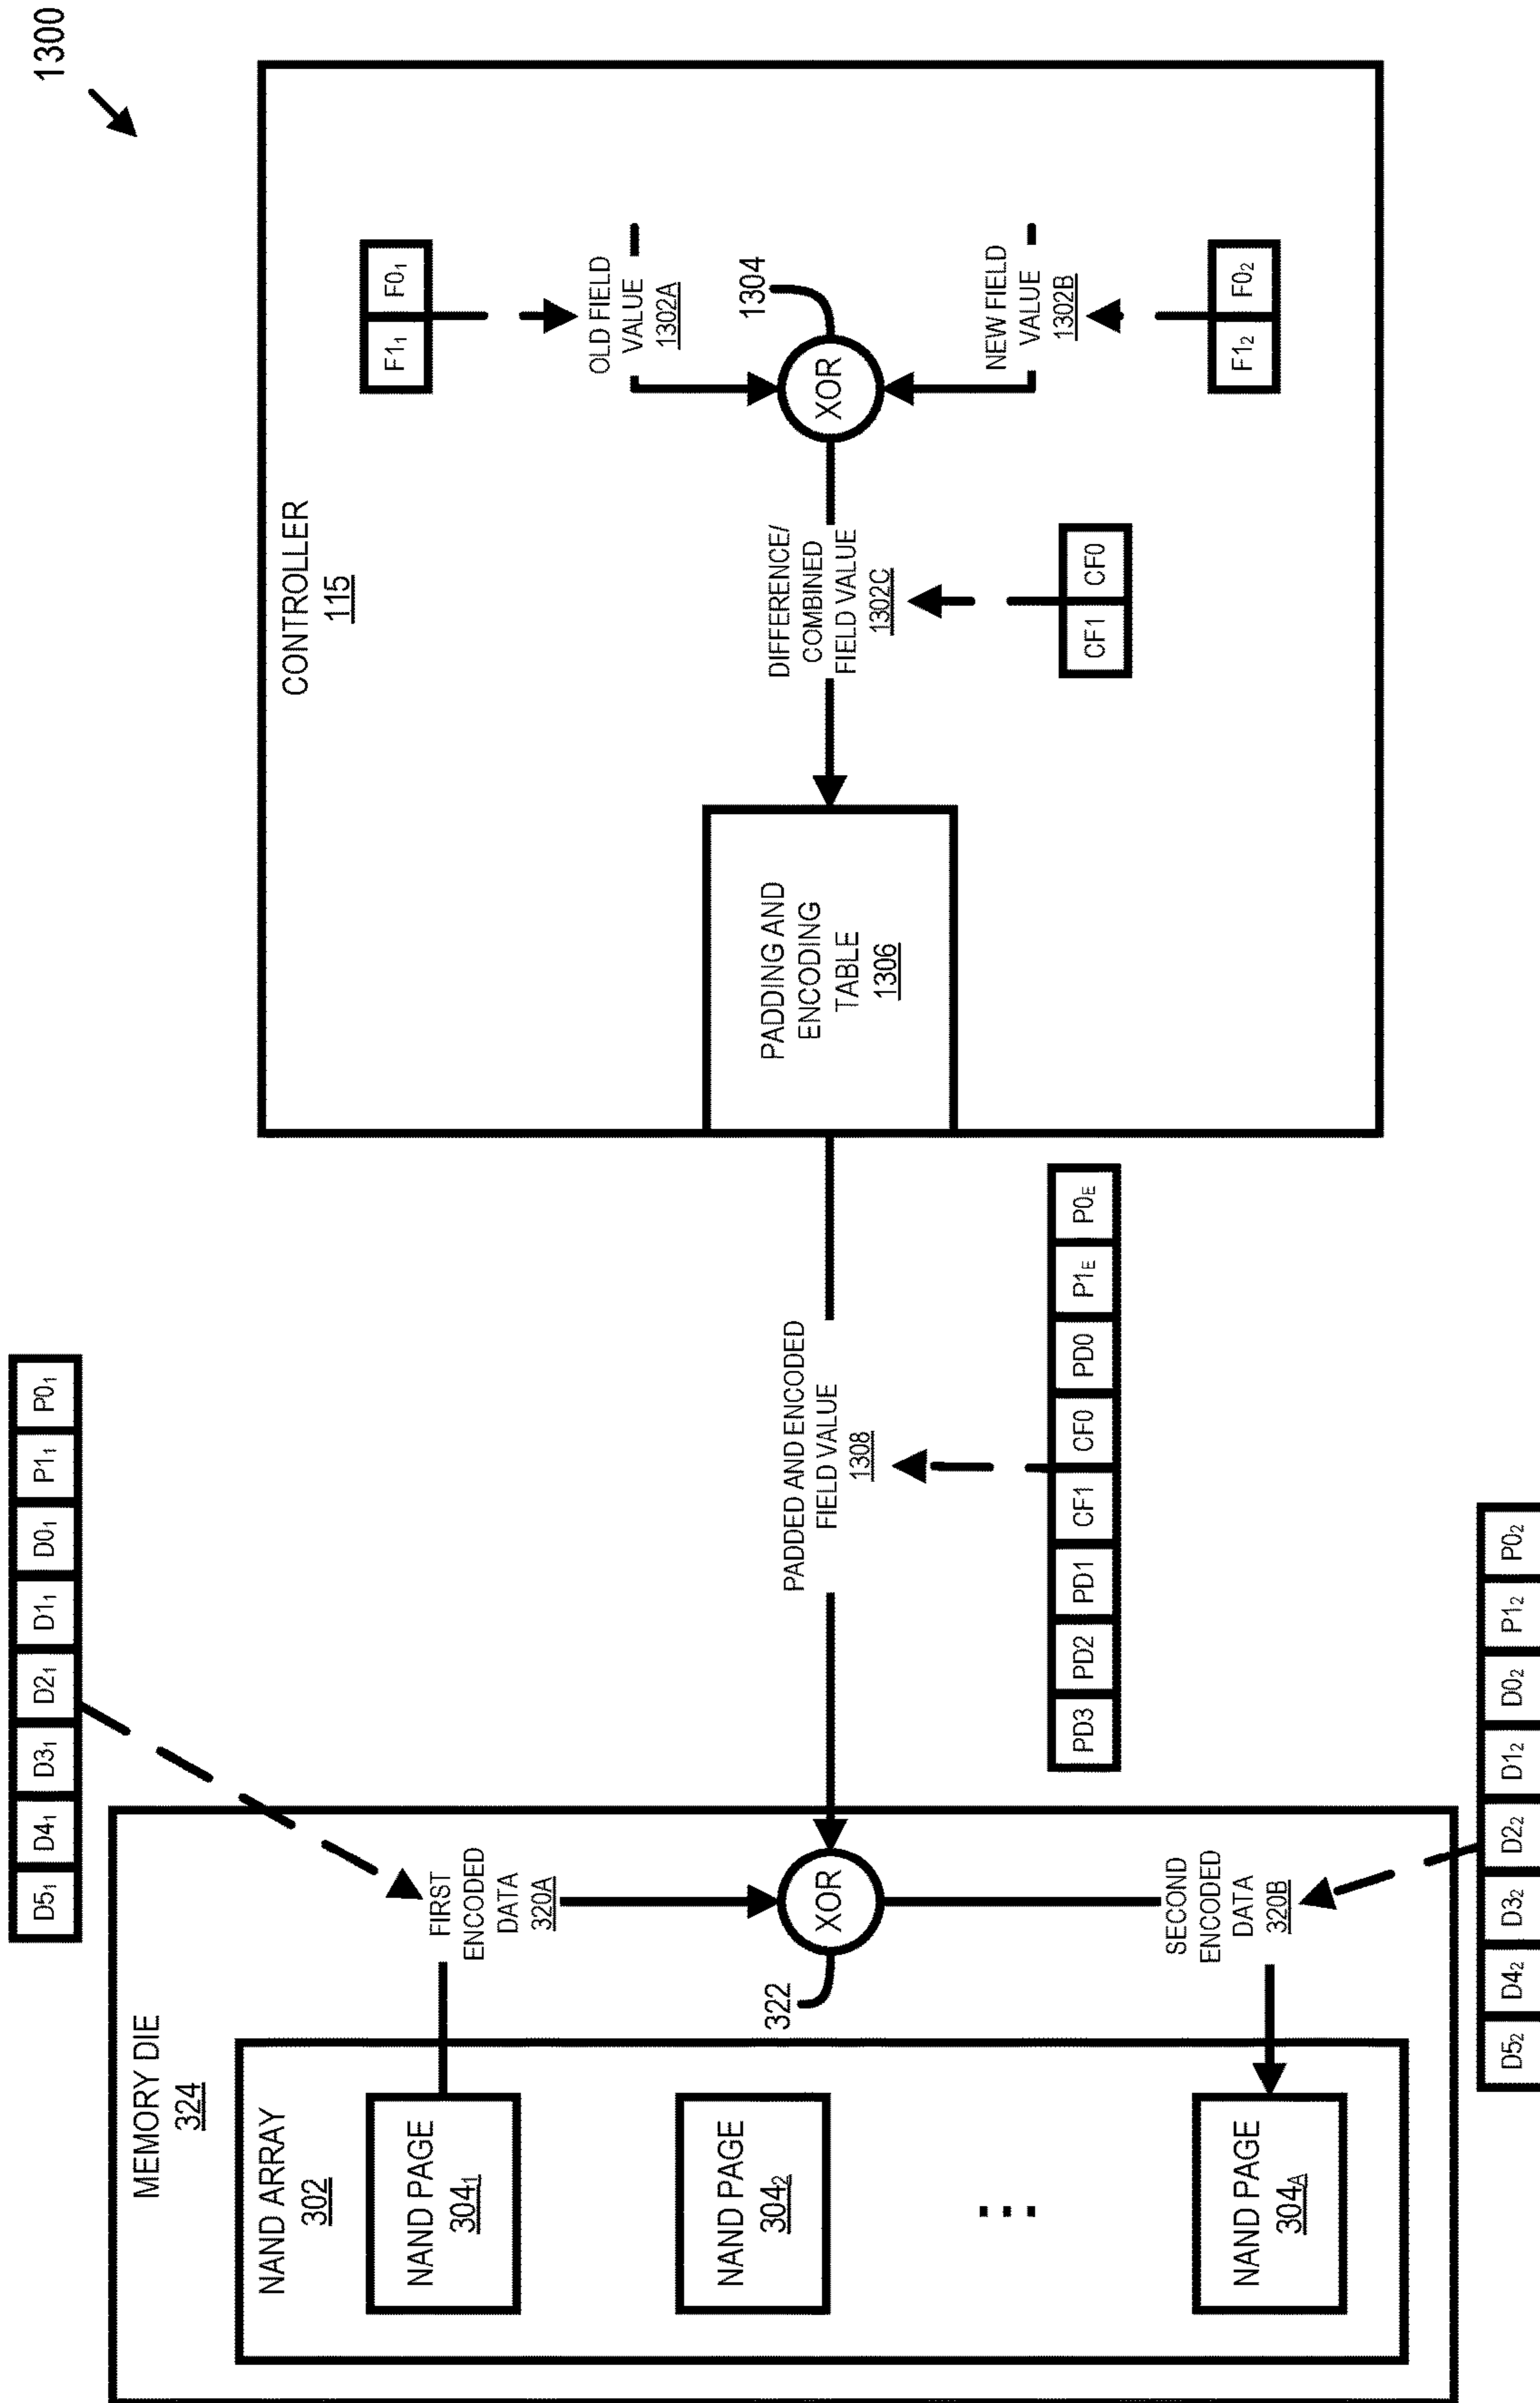 1300
D5₁ D4₁ D3₁ D2₁ D1₁ D0₁ P1₁ P0₁
MEMORY DIE
324
NAND ARRAY
302
NAND PAGE
304₁
NAND PAGE
304₂
...
NAND PAGE
304A
FIRST
ENCODED
DATA
320A
XOR
322
SECOND
ENCODED
DATA
320B
D5₂ D4₂ D3₂ D2₂ D1₂ D0₂ P1₂ P0₂
PADDED AND ENCODED
FIELD VALUE
1308
PD3 PD2 PD1 CF1 CF0 PD0 P1E P0E
CONTROLLER
115
PADDING AND
ENCODING
TABLE
1306
DIFFERENCE/
COMBINED
FIELD VALUE
1302C
CF1 CF0
F1₁ F0₁
OLD FIELD
VALUE
1302A
XOR
1304
NEW FIELD
VALUE
1302B
F1₂ F0₂